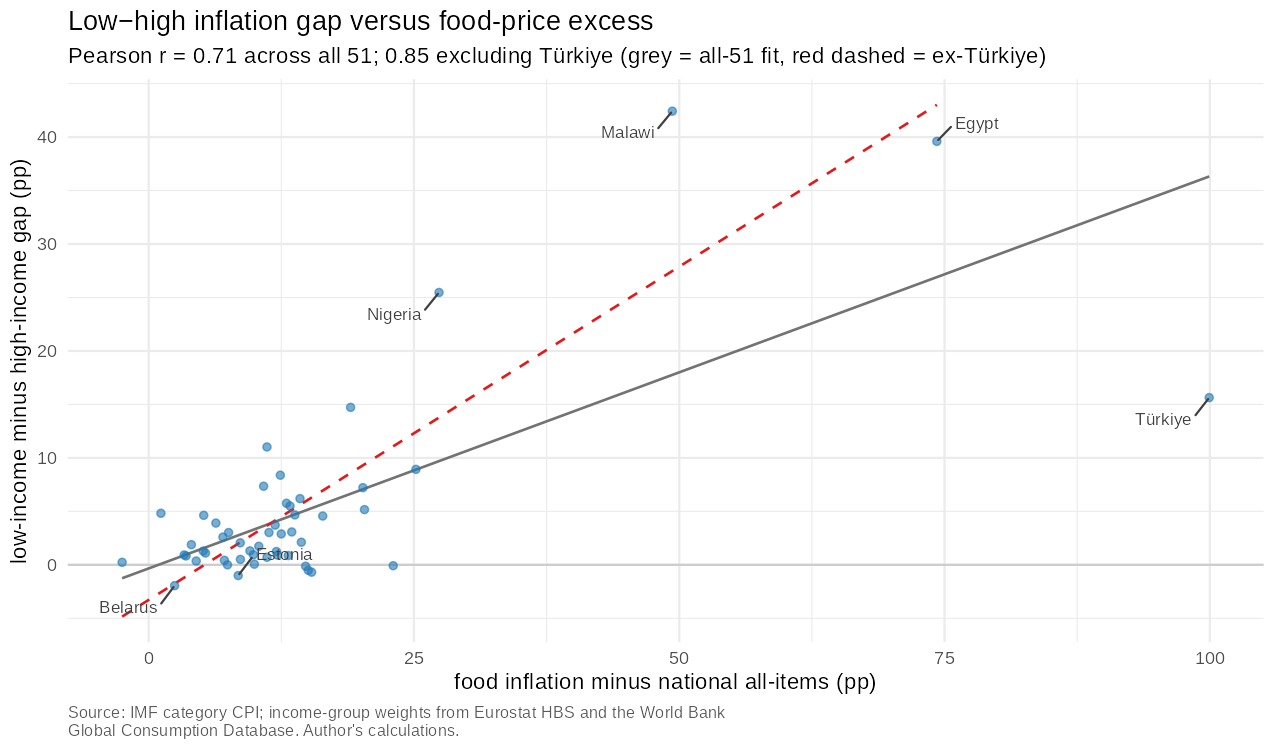 Low−high inflation gap versus food-price excess
Pearson r = 0.71 across all 51; 0.85 excluding Türkiye (grey = all-51 fit, red dashed = ex-Türkiye)
low-income minus high-income gap (pp)
40
30
20
10
0
Malawi
Egypt
Nigeria
Türkiye
Estonia
Belarus
0
25
50
75
100
food inflation minus national all-items (pp)
Source: IMF category CPI; income-group weights from Eurostat HBS and the World Bank
Global Consumption Database. Author's calculations.